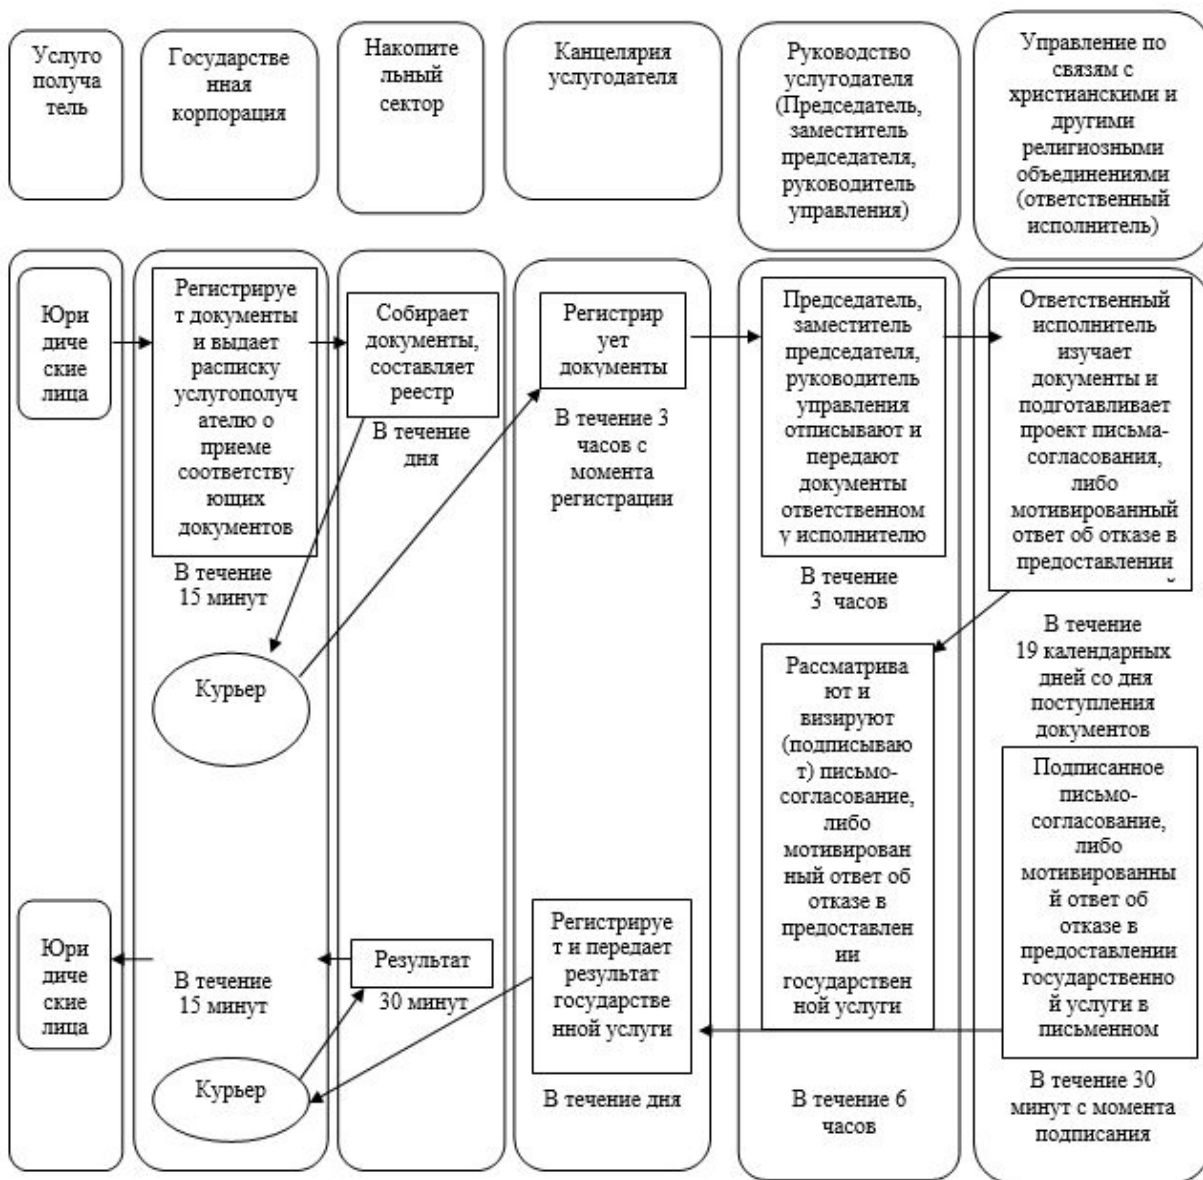 Услуго
получа
тель
Государстве
нная
корпорация
Накопите
льный
сектор
Канцелярия
услугодателя
Руководство
услугодателя
(Председатель,
заместитель
председателя,
руководитель
управления)
Управление по
связям с
христианскими и
другими
религиозными
объединениями
(ответственный
исполнитель)
Юри
диче
ские
лица
Регистрируе
т документы
и выдает
расписку
услугополуч
ателю о
приеме
соответству
ющих
документов
В течение
15 минут
Собирает
документы,
составляет
реестр
В течение
дня
Курьер
Регистрир
ует
документы
В течение 3
часов с
момента
регистрации
Председатель,
заместитель
председателя,
руководитель
управления
отписывают и
передают
документы
ответственном
у исполнителю
В течение
3 часов
Ответственный
исполнитель
изучает
документы и
подготавливает
проект письма-
согласования,
либо
мотивированный
ответ об отказе в
предоставлении
В течение
19 календарных
дней со дня
поступления
документов
Рассматрива
ют и
визируют
(подписываю
т) письмо-
согласование,
либо
мотивирован
ный ответ об
отказе в
предоставлен
ии
государствен
ной услуги
В течение 6
часов
Подписанное
письмо-
согласование,
либо
мотивированны
й ответ об
отказе в
предоставлении
государственно
й услуги в
письменном
В течение 30
минут с момента
подписания
Регистрируе
т и передает
результат
государстве
нной услуги
В течение дня
Курьер
Результат
30 минут
В течение
15 минут
Юри
диче
ские
лица